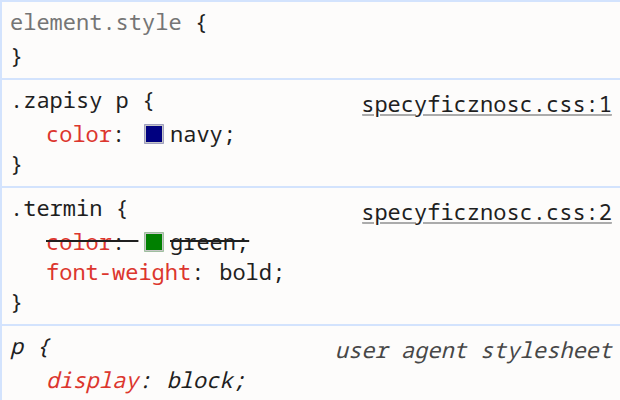 element.style {
}
.zapisy p {
specyficznosc.css:1
color: navy;
}
.termin {
specyficznosc.css:2
color: green;
font-weight: bold;
}
p {
user agent stylesheet
display: block;